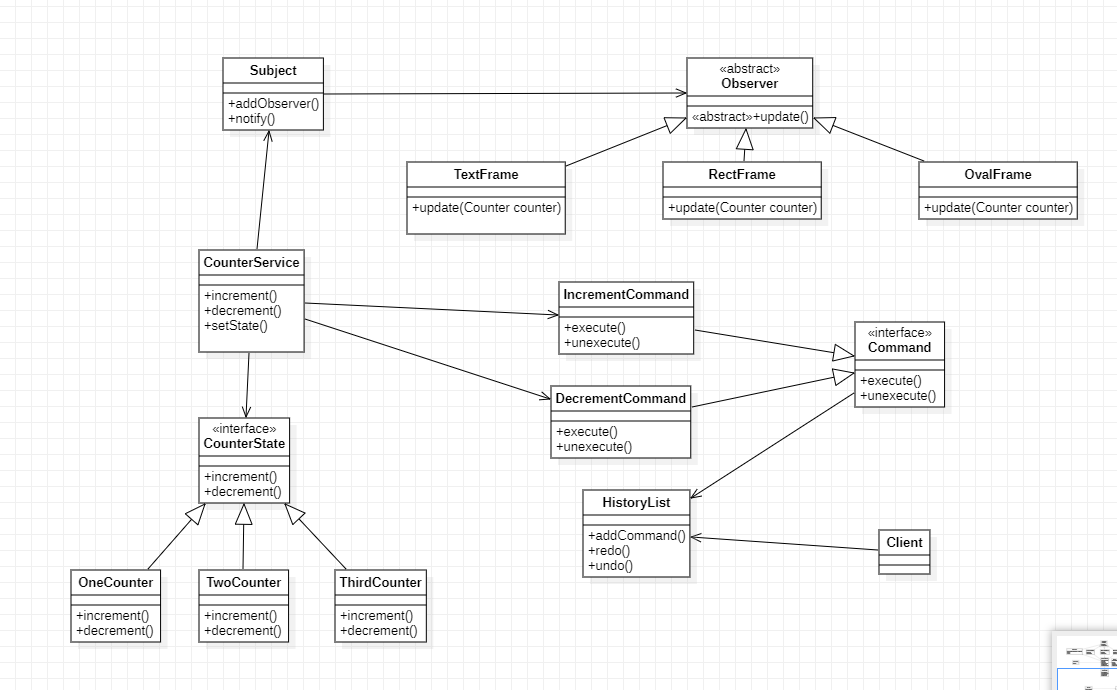 Subject
+addObserver()
+notify()
«abstract»
Observer
«abstract»+update()
TextFrame
+update(Counter counter)
RectFrame
+update(Counter counter)
OvalFrame
+update(Counter counter)
CounterService
+increment()
+decrement()
+setState()
IncrementCommand
+execute()
+unexecute()
«interface»
Command
+execute()
+unexecute()
DecrementCommand
+execute()
+unexecute()
«interface»
CounterState
+increment()
+decrement()
HistoryList
+addCommand()
+redo()
+undo()
Client
OneCounter
+increment()
+decrement()
TwoCounter
+increment()
+decrement()
ThirdCounter
+increment()
+decrement()